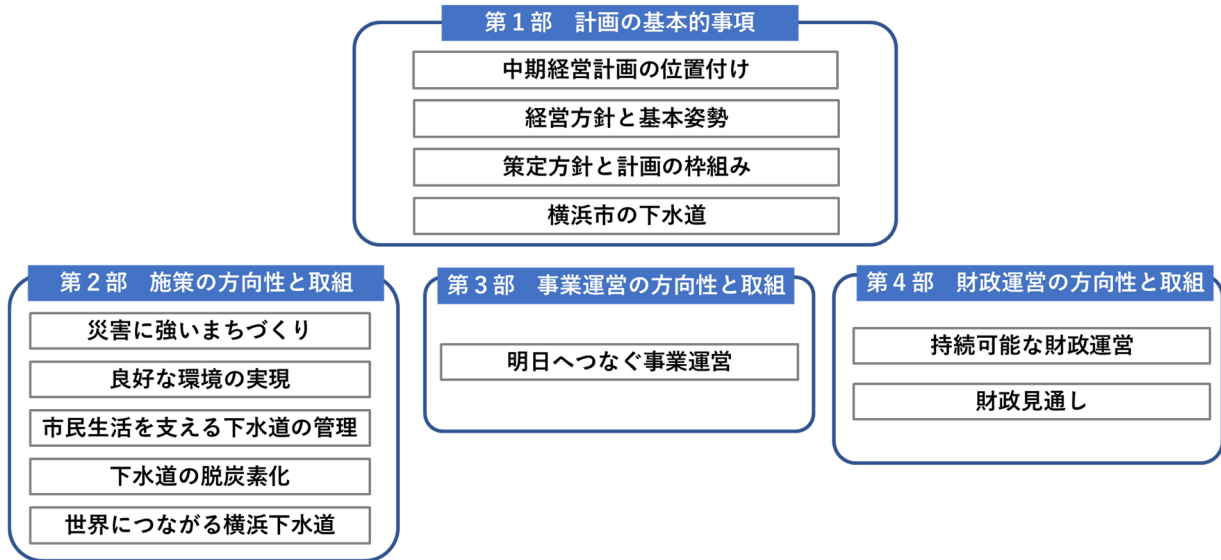 第1部　計画の基本的事項
中期経営計画の位置付け
経営方針と基本姿勢
策定方針と計画の枠組み
横浜市の下水道
第2部　施策の方向性と取組
災害に強いまちづくり
良好な環境の実現
市民生活を支える下水道の管理
下水道の脱炭素化
世界につながる横浜下水道
第3部　事業運営の方向性と取組
明日へつなぐ事業運営
第4部　財政運営の方向性と取組
持続可能な財政運営
財政見通し